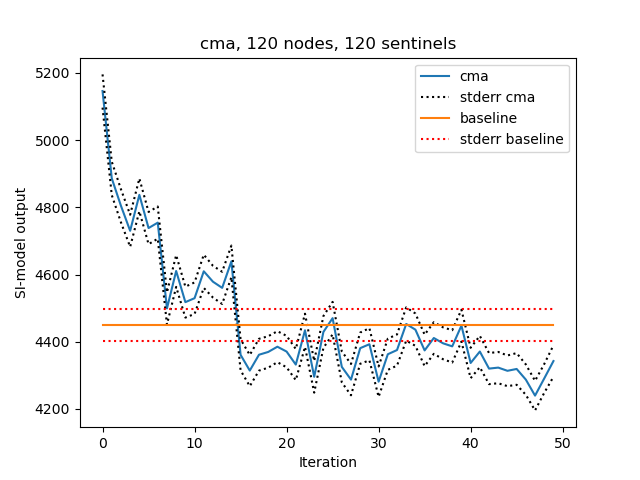 cma, 120 nodes, 120 sentinels
cma
stderr cma
baseline
stderr baseline
SI-model output
5200
5000
4800
4600
4400
4200
0 10 20 30 40 50
Iteration